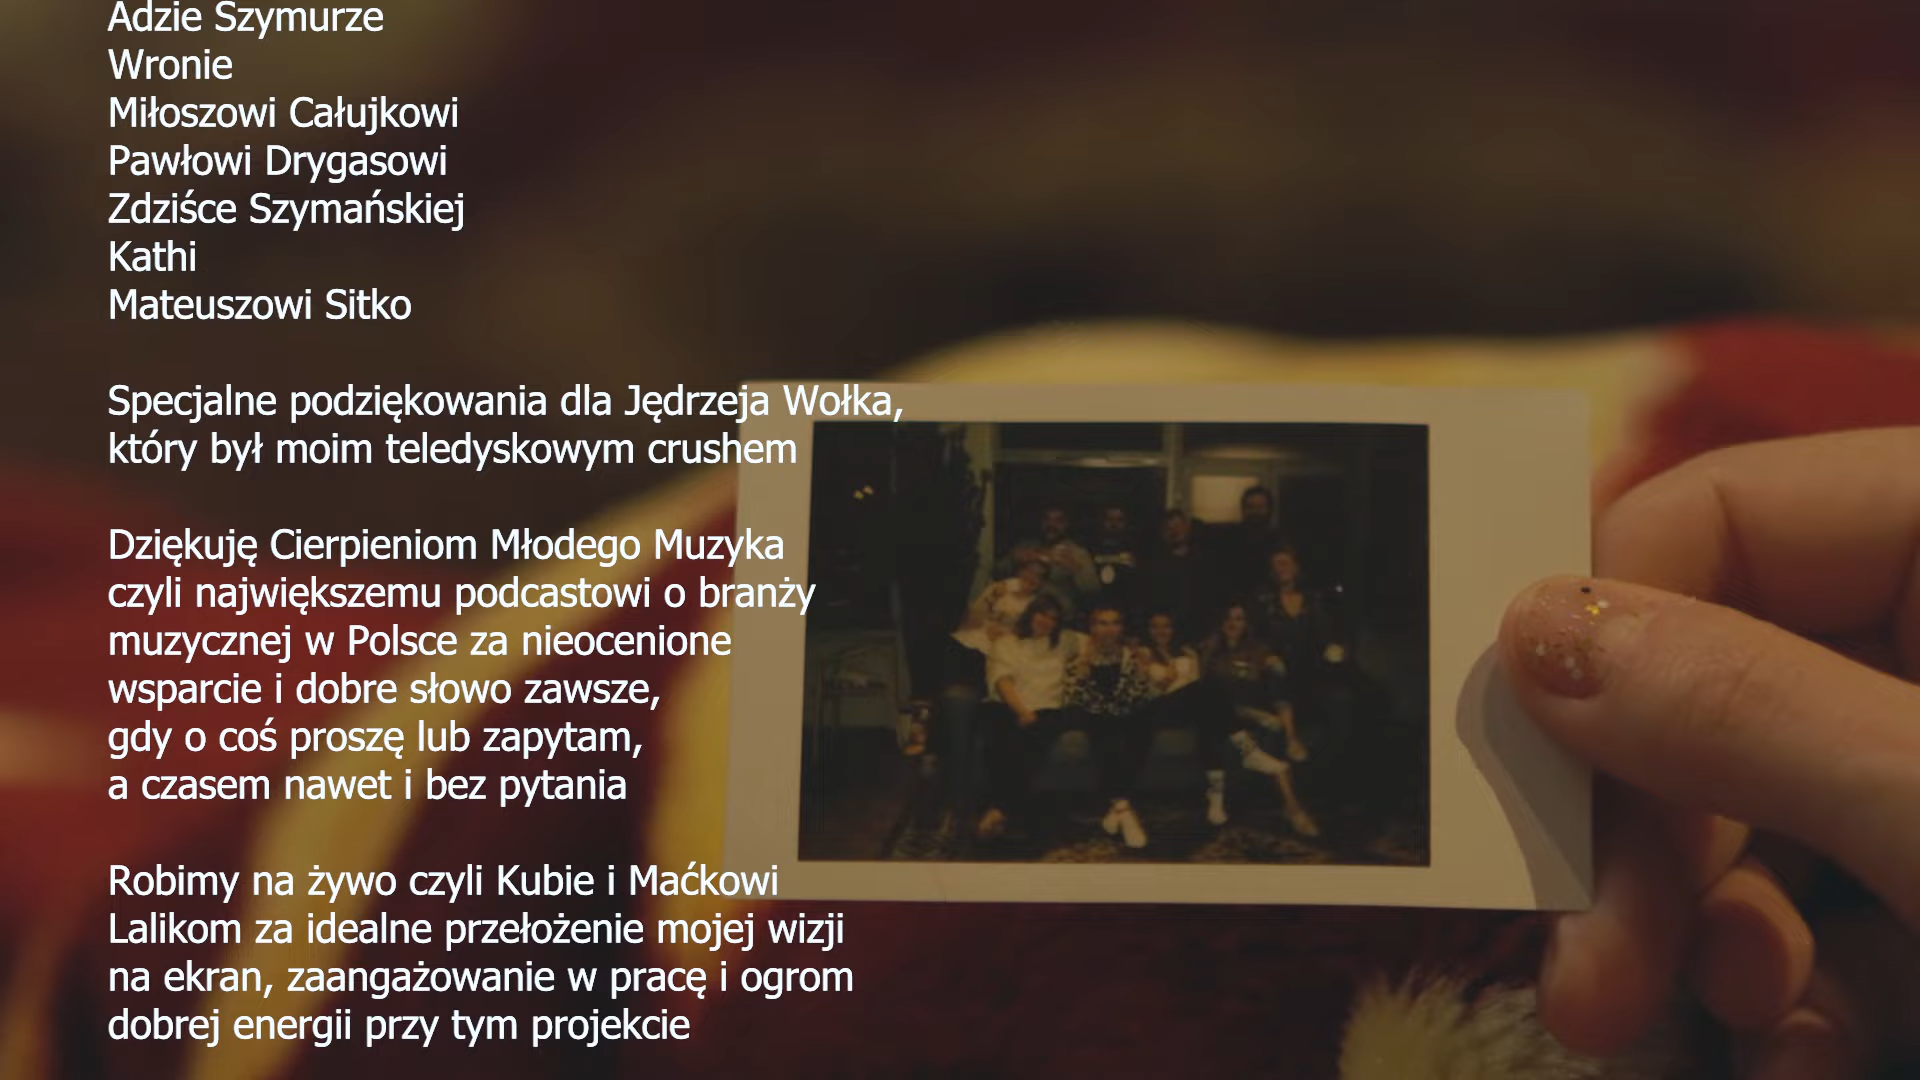 Adzie Szymurze
Wronie
Miłoszowi Całujkowi
Pawłowi Drygasowi
Zdziśce Szymańskiej
Kathi
Mateuszowi Sitko
Specjalne podziękowania dla Jędrzeja Wołka,
który był moim teledyskowym crushem
Dziękuję Cierpieniom Młodego Muzyka
czyli największemu podcastowi o branży
muzycznej w Polsce za nieocenione
wsparcie i dobre słowo zawsze,
gdy o coś proszę lub zapytam,
a czasem nawet i bez pytania
Robimy na żywo czyli Kubie i Maćkowi
Lalikom za idealne przełożenie mojej wizji
na ekran, zaangażowanie w pracę i ogrom
dobrej energii przy tym projekcie